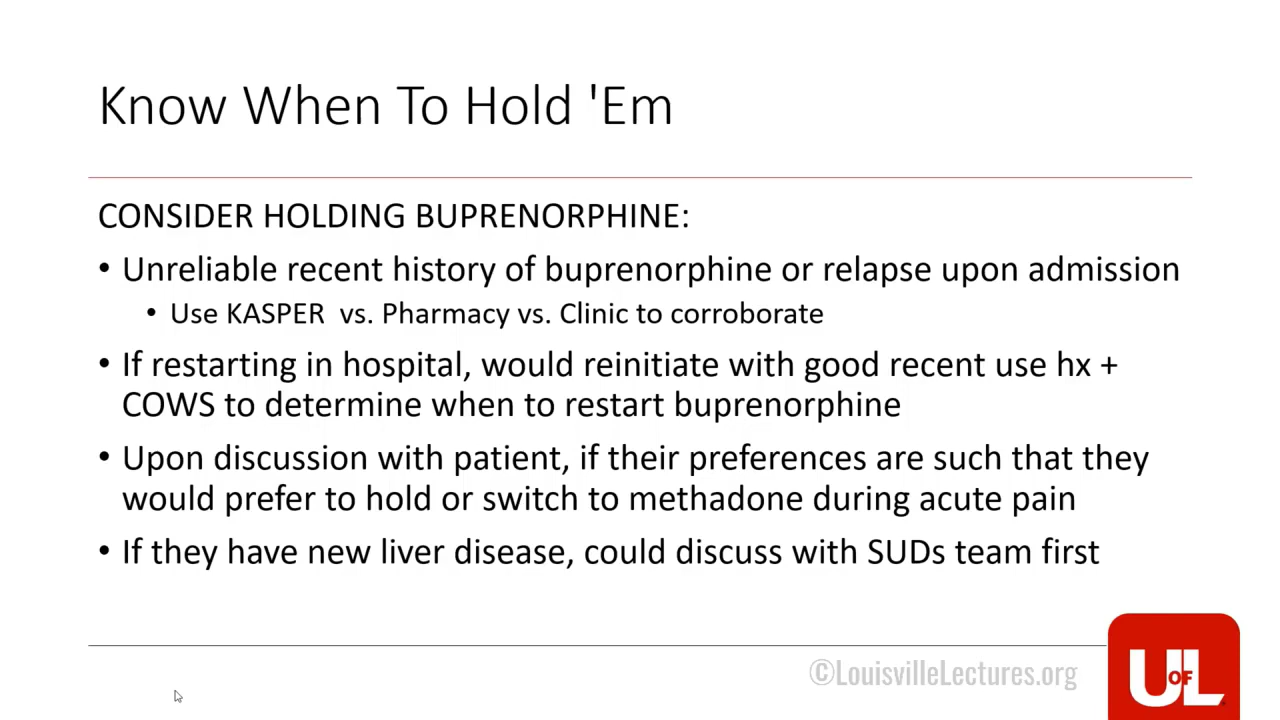 Know When To Hold 'Em
CONSIDER HOLDING BUPRENORPHINE:
• Unreliable recent history of buprenorphine or relapse upon admission
• Use KASPER vs. Pharmacy vs. Clinic to corroborate
• If restarting in hospital, would reinitiate with good recent use hx +
COWS to determine when to restart buprenorphine
• Upon discussion with patient, if their preferences are such that they
would prefer to hold or switch to methadone during acute pain
• If they have new liver disease, could discuss with SUDs team first
©LouisvilleLectures.org
U OF L